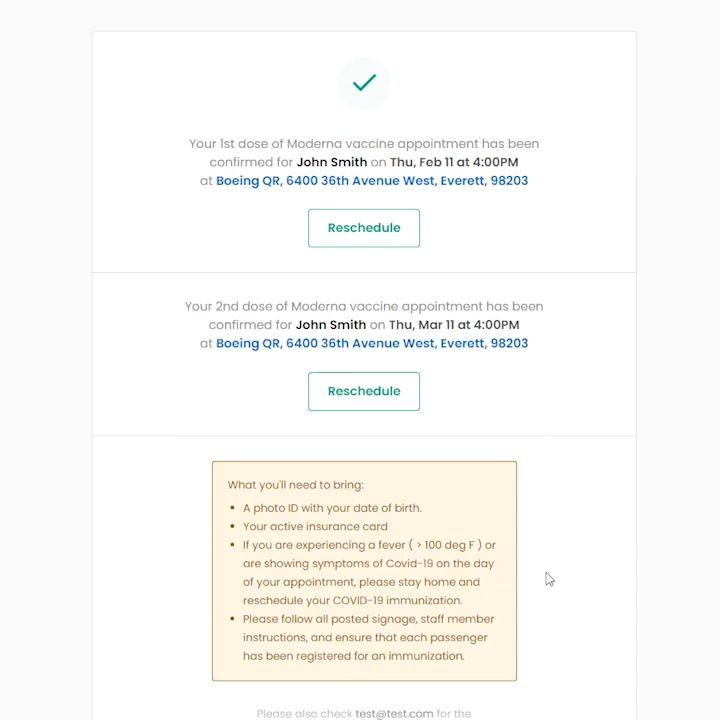 Your 1st dose of Moderna vaccine appointment has been
confirmed for John Smith on Thu, Feb 11 at 4:00PM
at Boeing QR, 6400 36th Avenue West, Everett, 98203
Reschedule
Your 2nd dose of Moderna vaccine appointment has been
confirmed for John Smith on Thu, Mar 11 at 4:00PM
at Boeing QR, 6400 36th Avenue West, Everett, 98203
Reschedule
What you'll need to bring:
• A photo ID with your date of birth.
• Your active insurance card
• If you are experiencing a fever ( > 100 deg F ) or
are showing symptoms of Covid-19 on the day
of your appointment, please stay home and
reschedule your COVID-19 immunization.
• Please follow all posted signage, staff member
instructions, and ensure that each passenger
has been registered for an immunization.
Please also check test@test.com for the